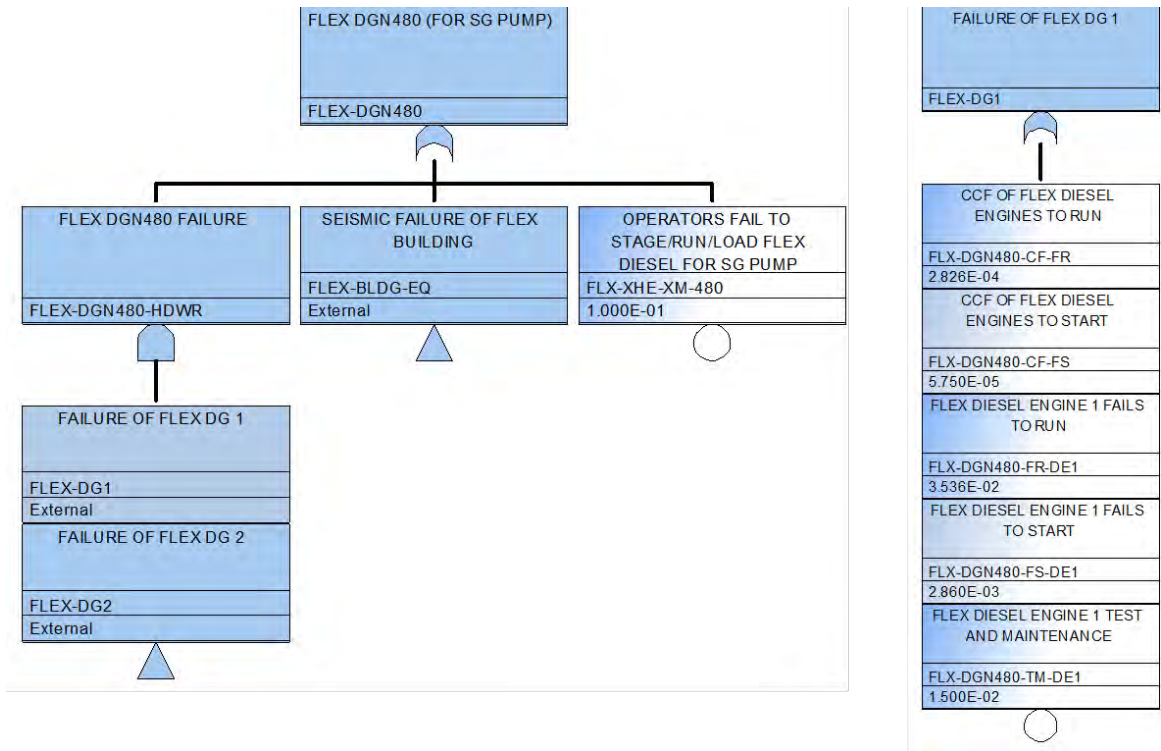 FLEX DGN480 (FOR SG PUMP)
FLEX-DGN480
FLEX DGN480 FAILURE
FLEX-DGN480-HDWR
SEISMIC FAILURE OF FLEX
BUILDING
FLEX-BLDG-EQ
External
OPERATORS FAIL TO
STAGE/RUN/LOAD FLEX
DIESEL FOR SG PUMP
FLX-XHE-XM-480
1.000E-01
FAILURE OF FLEX DG 1
FLEX-DG1
External
FAILURE OF FLEX DG 2
FLEX-DG2
External
FAILURE OF FLEX DG 1
FLEX-DG1
CCF OF FLEX DIESEL
ENGINES TO RUN
FLX-DGN480-CF-FR
2.826E-04
CCF OF FLEX DIESEL
ENGINES TO START
FLX-DGN480-CF-FS
5.750E-05
FLEX DIESEL ENGINE 1 FAILS
TO RUN
FLX-DGN480-FR-DE1
3.536E-02
FLEX DIESEL ENGINE 1 FAILS
TO START
FLX-DGN480-FS-DE1
2.860E-03
FLEX DIESEL ENGINE 1 TEST
AND MAINTENANCE
FLX-DGN480-TM-DE1
1.500E-02